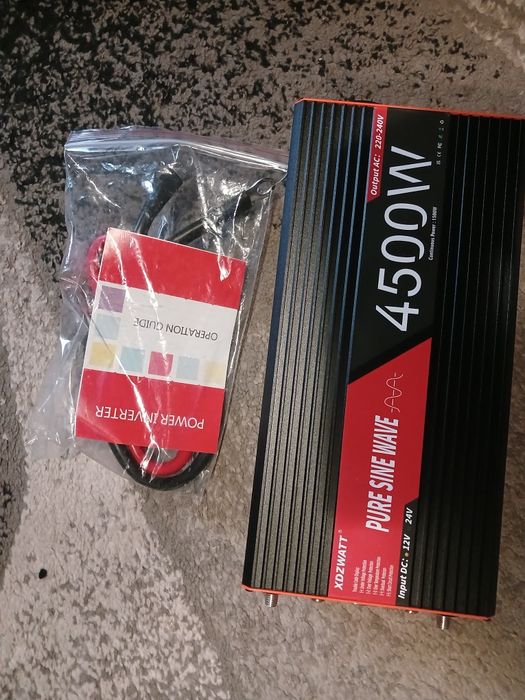 XDZWATT®
PURE SINE WAVE
4500W
Continuous Power : 1500W
Output AC: 220-240V
Input DC: 12V 24V
POWER INVERTER
OPERATION GUIDE